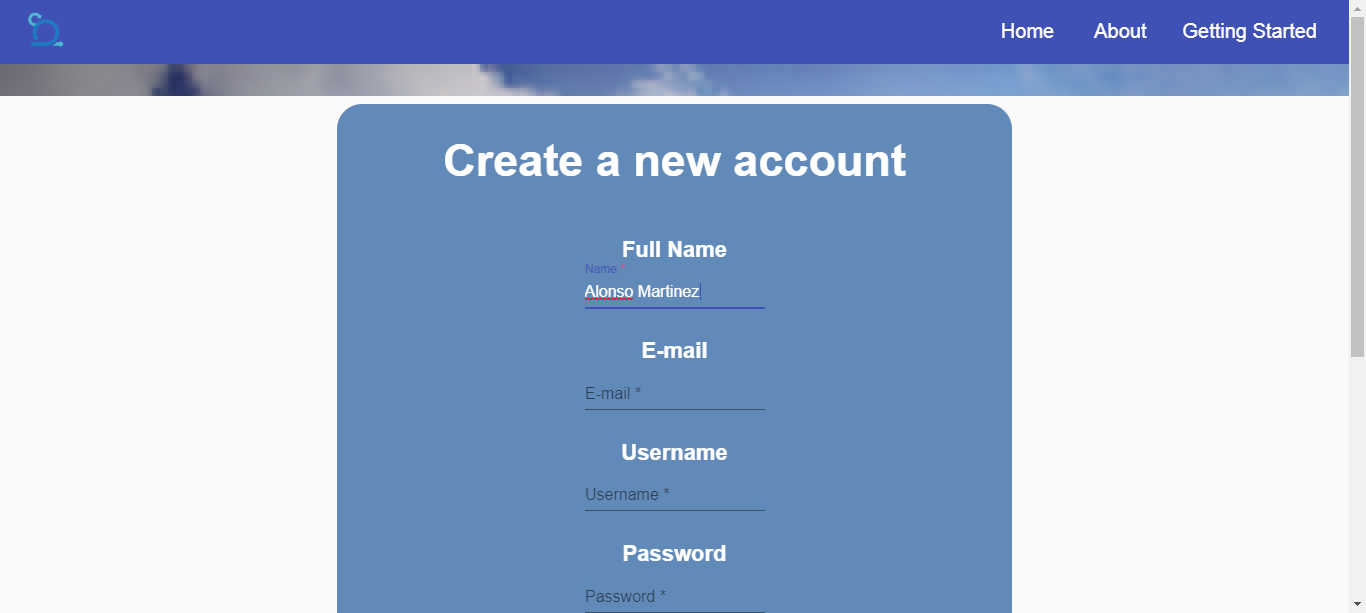 Home About Getting Started
Create a new account
Full Name
Name *
Alonso Martinez
E-mail
E-mail *
Username
Username *
Password
Password *